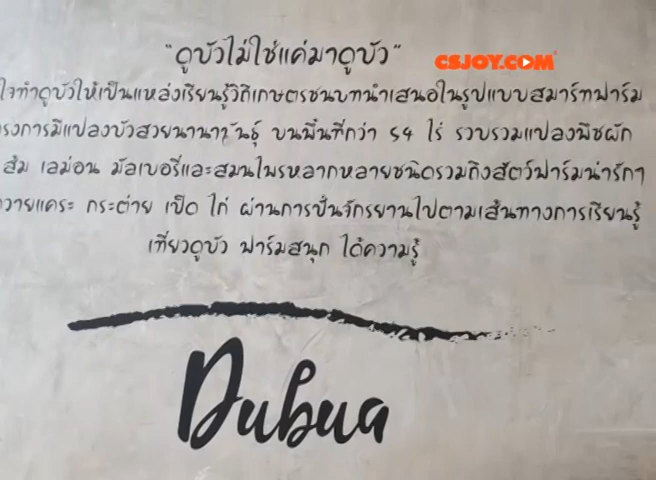 "ดูบัวไม่ใช่แค่มาดูบัว"
CSJOY.COM
ใจทำดูบัวให้เป็นแหล่งเรียนรู้วิถีเกษตรชนบทนำเสนอในรูปแบบสมาร์ทฟาร์ม
รงการมีแปลงบัวสวยนานาพันธุ์ บนพื้นที่กว่า 54 ไร่ รวบรวมแปลงพืชผัก
ส้ม เลม่อน มัลเบอรี่และสมุนไพรหลากหลายชนิดรวมถึงสัตว์ฟาร์มน่ารักๆ
วายแคระ กระต่าย เป็ด ไก่ ผ่านการปั่นจักรยานไปตามเส้นทางการเรียนรู้
เที่ยวดูบัว ฟาร์มสนุก ได้ความรู้
Dubua